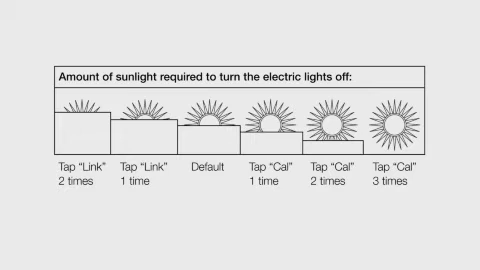 Amount of sunlight required to turn the electric lights off:
Tap “Link” 2 times
Tap “Link” 1 time
Default
Tap “Cal” 1 time
Tap “Cal” 2 times
Tap “Cal” 3 times